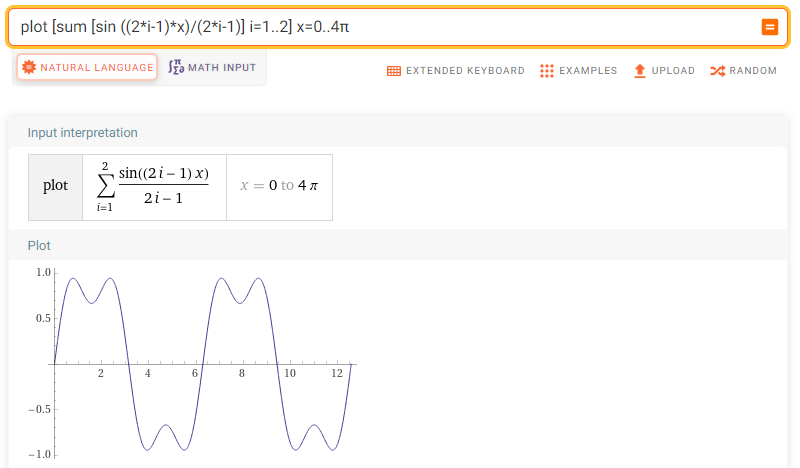 plot [sum [sin ((2*i-1)*x)/(2*i-1)] i=1..2] x=0..4π
=
NATURAL LANGUAGE
∫Σπ∂ MATH INPUT
EXTENDED KEYBOARD
EXAMPLES
UPLOAD
RANDOM
Input interpretation
plot
2
∑
i=1
sin((2 i – 1) x)
2 i – 1
x = 0 to 4 π
Plot
1.0
0.5
2 4 6 8 10 12
−0.5
−1.0